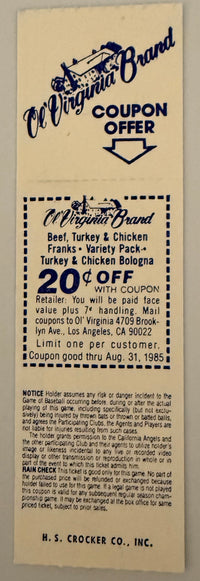 Ol' Virginia Brand
COUPON
OFFER
Ol' Virginia Brand
Beef, Turkey & Chicken
Franks • Variety Pack •
Turkey & Chicken Bologna
20¢ OFF
WITH COUPON
Retailer: You will be paid face
value plus 7¢ handling. Mail
coupons to Ol' Virginia 4709 Brook-
lyn Ave., Los Angeles, CA 90022
Limit one per customer.
Coupon good thru Aug. 31, 1985
NOTICE Holder assumes any risk or danger incident to the
Game of Baseball occurring before, during or after the actual
playing of this game, including specifically (but not exclu-
sively) being injured by thrown bats or thrown or batted balls,
and agrees the Participating Clubs, the Agents and Players are
not liable for injuries resulting from such cases.
The holder grants permission to the California Angels and
the other participating Club and their agents to utilize holder's
image or likeness incidental to any live or recorded video
display or other transmission or reproduction in whole or in
part of the event to which this ticket admits him.
RAIN CHECK This ticket is good only for this game. No part of
the purchased price will be refunded or exchanged because
holder failed to use for this game. If a legal game is not played
this coupon is valid for any subsequent regular season cham-
pionship game. It may be exchanged at the box office for same
priced ticket, subject to prior sales.
H. S. CROCKER CO., INC.